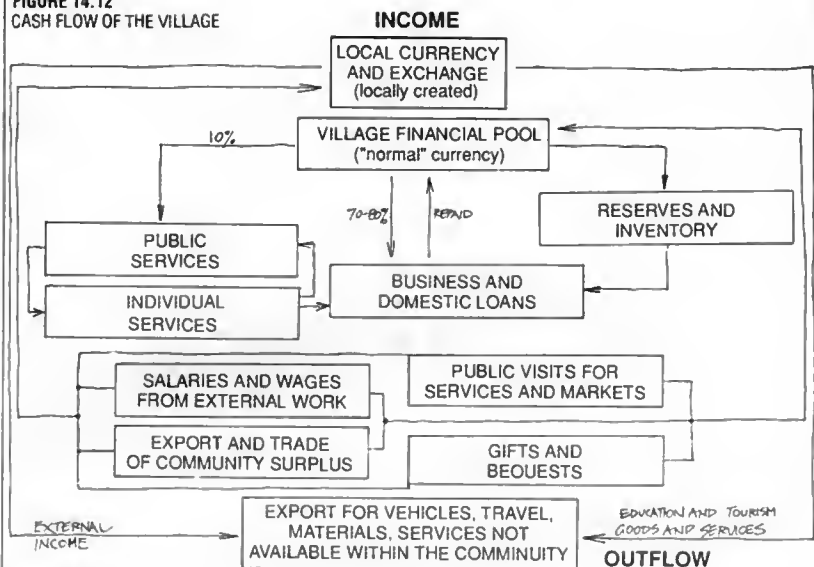 FIGURE 14.12
CASH FLOW OF THE VILLAGE
INCOME
LOCAL CURRENCY
AND EXCHANGE
(locally created)
VILLAGE FINANCIAL POOL
("normal" currency)
10%
70-80%
REPAID
RESERVES AND
INVENTORY
PUBLIC
SERVICES
INDIVIDUAL
SERVICES
BUSINESS AND
DOMESTIC LOANS
SALARIES AND WAGES
FROM EXTERNAL WORK
PUBLIC VISITS FOR
SERVICES AND MARKETS
EXPORT AND TRADE
OF COMMUNITY SURPLUS
GIFTS AND
BEQUESTS
EXTERNAL
INCOME
EXPORT FOR VEHICLES, TRAVEL,
MATERIALS, SERVICES NOT
AVAILABLE WITHIN THE COMMINUITY
EDUCATION AND TOURISM
GOODS AND SERVICES
OUTFLOW